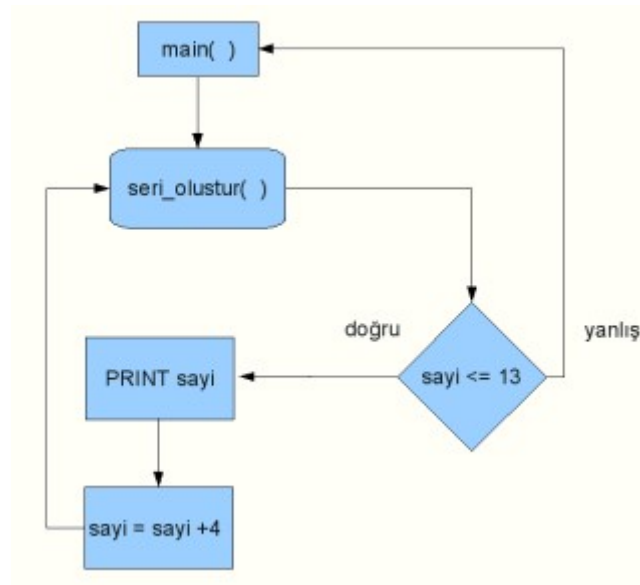 main(  )
seri_olustur(  )
doğru
yanlış
sayi <= 13
PRINT sayi
sayi = sayi +4